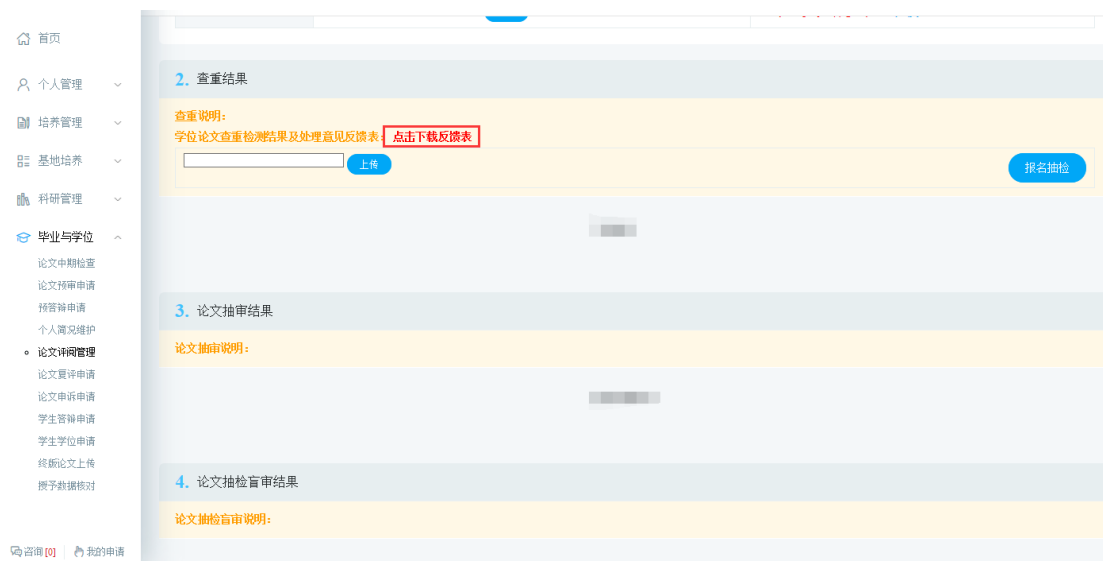 首页
个人管理
培养管理
基地培养
科研管理
毕业与学位
论文中期检查
论文预审申请
预答辩申请
个人简况维护
论文评阅管理
论文复评申请
论文申诉申请
学生答辩申请
学生学位申请
终版论文上传
授予数据核对
咨询[0] 我的申请
2. 查重结果
查重说明：
学位论文查重检测结果及处理意见反馈表：点击下载反馈表
上传
报名抽检
3. 论文抽审结果
论文抽审说明：
4. 论文抽检盲审结果
论文抽检盲审说明：